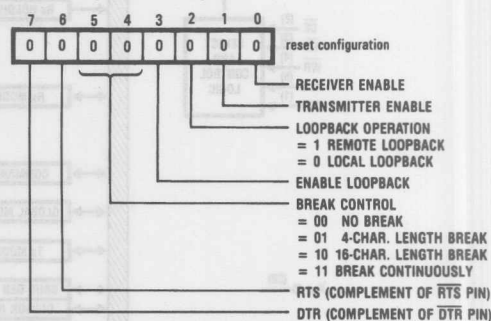 7 6 5 4 3 2 1 0
0 0 0 0 0 0 0 0 reset configuration
RECEIVER ENABLE
TRANSMITTER ENABLE
LOOPBACK OPERATION
= 1 REMOTE LOOPBACK
= 0 LOCAL LOOPBACK
ENABLE LOOPBACK
BREAK CONTROL
= 00 NO BREAK
= 01 4-CHAR. LENGTH BREAK
= 10 16-CHAR. LENGTH BREAK
= 11 BREAK CONTINUOUSLY
RTS (COMPLEMENT OF RTS PIN)
DTR (COMPLEMENT OF DTR PIN)